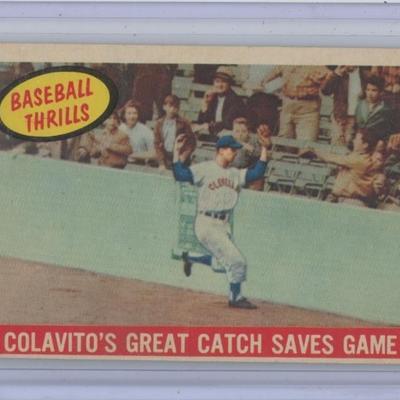 BASEBALL
THRILLS
COLAVITO'S GREAT CATCH SAVES GAME